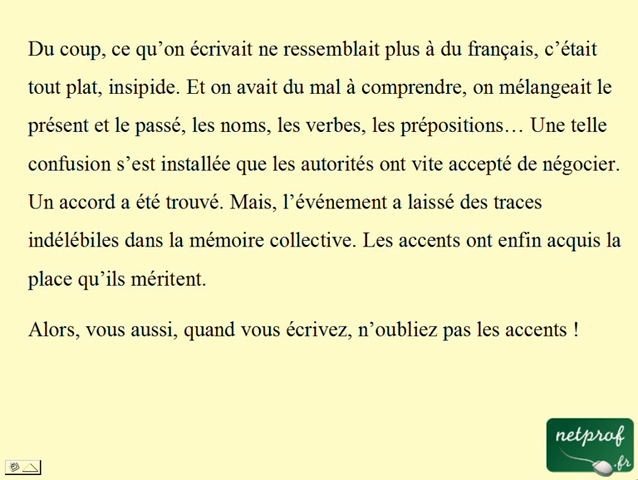 Du coup, ce qu’on écrivait ne ressemblait plus à du français, c’était
tout plat, insipide. Et on avait du mal à comprendre, on mélangeait le
présent et le passé, les noms, les verbes, les prépositions… Une telle
confusion s’est installée que les autorités ont vite accepté de négocier.
Un accord a été trouvé. Mais, l’événement a laissé des traces
indélébiles dans la mémoire collective. Les accents ont enfin acquis la
place qu’ils méritent.
Alors, vous aussi, quand vous écrivez, n’oubliez pas les accents !
netprof
.fr